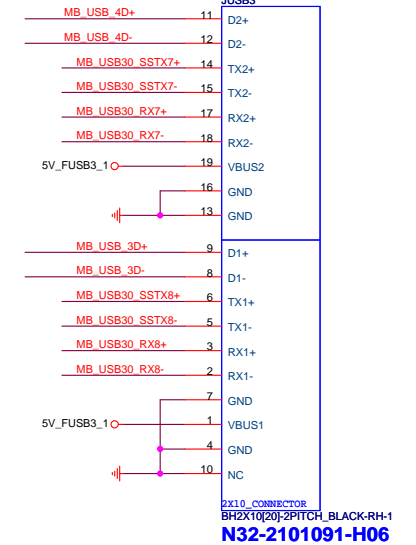 JUSB3
MB_USB_4D+ 11 D2+
MB_USB_4D- 12 D2-
MB_USB30_SSTX7+ 14 TX2+
MB_USB30_SSTX7- 15 TX2-
MB_USB30_RX7+ 17 RX2+
MB_USB30_RX7- 18 RX2-
5V_FUSB3_1 19 VBUS2
16 GND
13 GND
MB_USB_3D+ 9 D1+
MB_USB_3D- 8 D1-
MB_USB30_SSTX8+ 6 TX1+
MB_USB30_SSTX8- 5 TX1-
MB_USB30_RX8+ 3 RX1+
MB_USB30_RX8- 2 RX1-
7 GND
5V_FUSB3_1 1 VBUS1
4 GND
10 NC
2X10_CONNECTOR
BH2X10[20]-2PITCH_BLACK-RH-1
N32-2101091-H06